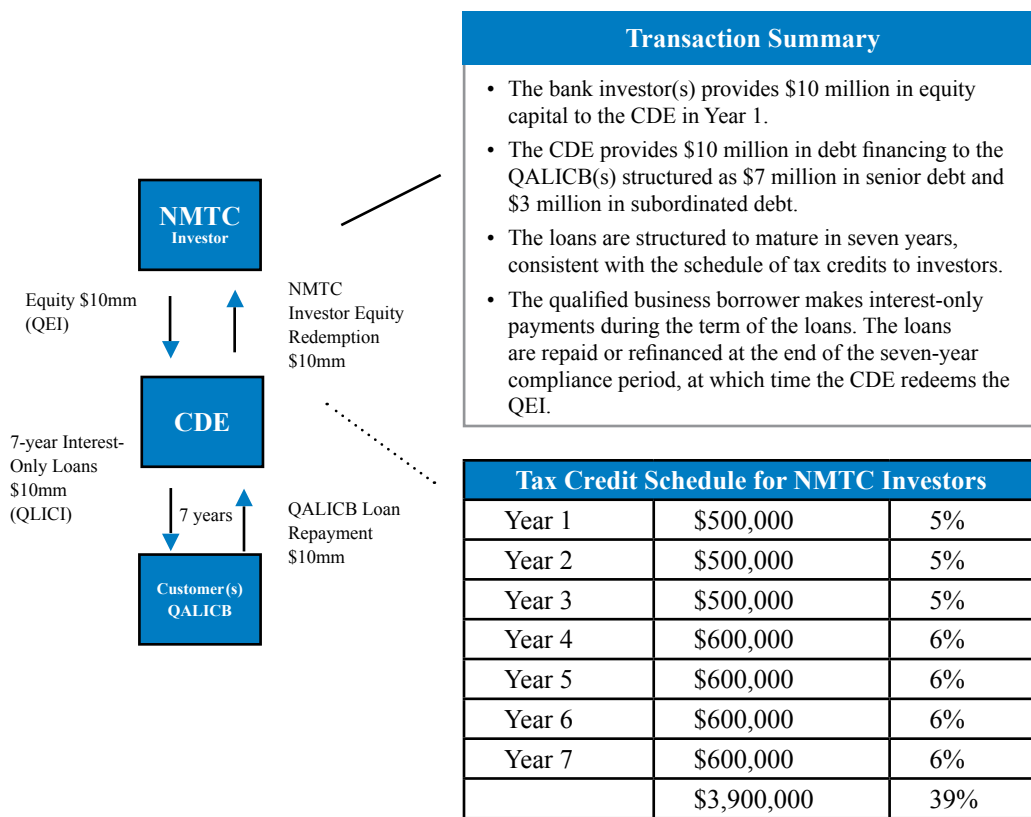 NMTC
Investor
Equity $10mm
(QEI)
NMTC
Investor Equity
Redemption
$10mm
CDE
7-year Interest-
Only Loans
$10mm
(QLICI)
7 years
QALICB Loan
Repayment
$10mm
Customer(s)
QALICB
Transaction Summary
• The bank investor(s) provides $10 million in equity
capital to the CDE in Year 1.
• The CDE provides $10 million in debt financing to the
QALICB(s) structured as $7 million in senior debt and
$3 million in subordinated debt.
• The loans are structured to mature in seven years,
consistent with the schedule of tax credits to investors.
• The qualified business borrower makes interest-only
payments during the term of the loans. The loans
are repaid or refinanced at the end of the seven-year
compliance period, at which time the CDE redeems the
QEI.
Tax Credit Schedule for NMTC Investors
Year 1 $500,000 5%
Year 2 $500,000 5%
Year 3 $500,000 5%
Year 4 $600,000 6%
Year 5 $600,000 6%
Year 6 $600,000 6%
Year 7 $600,000 6%
$3,900,000 39%